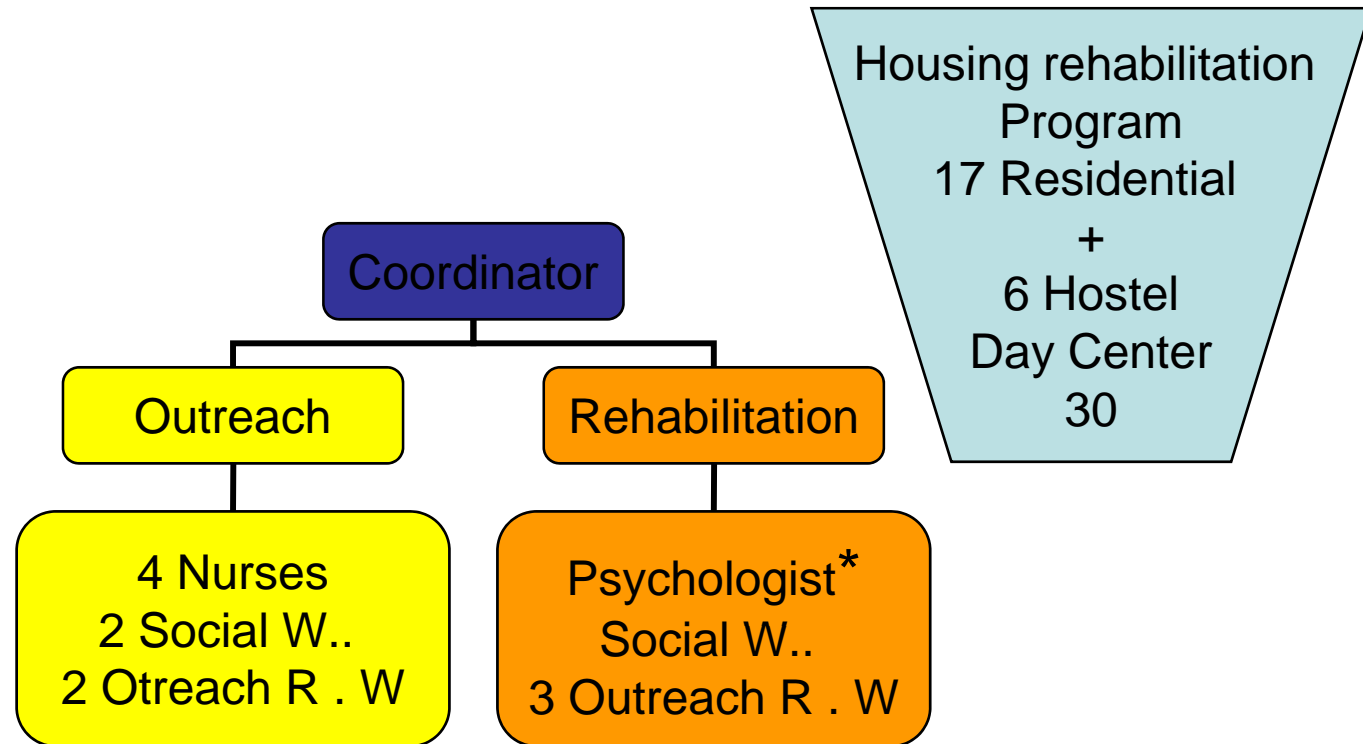 Housing rehabilitation
Program
17 Residential
+
6 Hostel
Day Center
30
Coordinator
Outreach
Rehabilitation
4 Nurses
2 Social W..
2 Otreach R . W
Psychologist*
Social W..
3 Outreach R . W